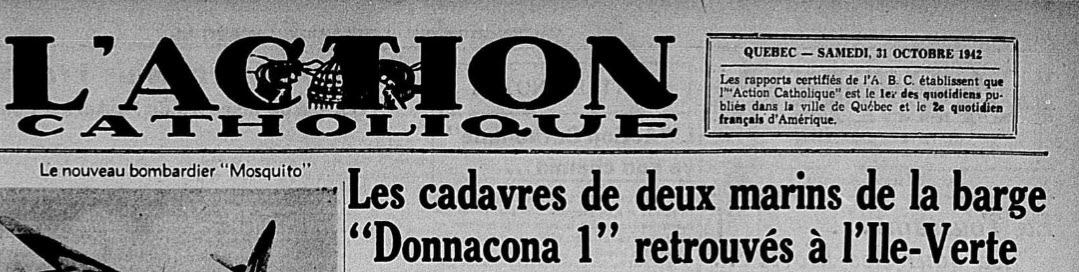 L'ACTION
CATHOLIQUE
QUEBEC — SAMEDI, 31 OCTOBRE 1942
Les rapports certifiés de l'A. B. C. établissent que
l'"Action Catholique" est le 1er des quotidiens pu-
bliés dans la ville de Québec et le 2e quotidien
français d'Amérique.
Le nouveau bombardier "Mosquito"
Les cadavres de deux marins de la barge
"Donnacona 1" retrouvés à l'Ile-Verte